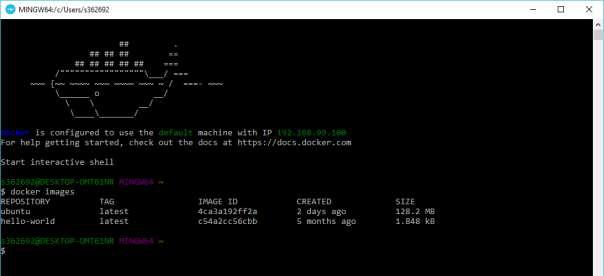 MINGW64:/c/Users/s362692
##         .
## ## ##        ==
## ## ## ## ##    ===
/"""""""""""""""""\___/ ===
~~~ {~~ ~~~~ ~~~ ~~~~ ~~~ ~ /  ===- ~~~
\______ o           __/
\    \         __/
\____\_______/
docker is configured to use the default machine with IP 192.168.99.100
For help getting started, check out the docs at https://docs.docker.com
Start interactive shell
s362692@DESKTOP-OMT61NR MINGW64 ~
$ docker images
REPOSITORY TAG IMAGE ID CREATED SIZE
ubuntu latest 4ca3a192ff2a 2 days ago 128.2 MB
hello-world latest c54a2cc56cbb 5 months ago 1.848 kB
s362692@DESKTOP-OMT61NR MINGW64 ~
$